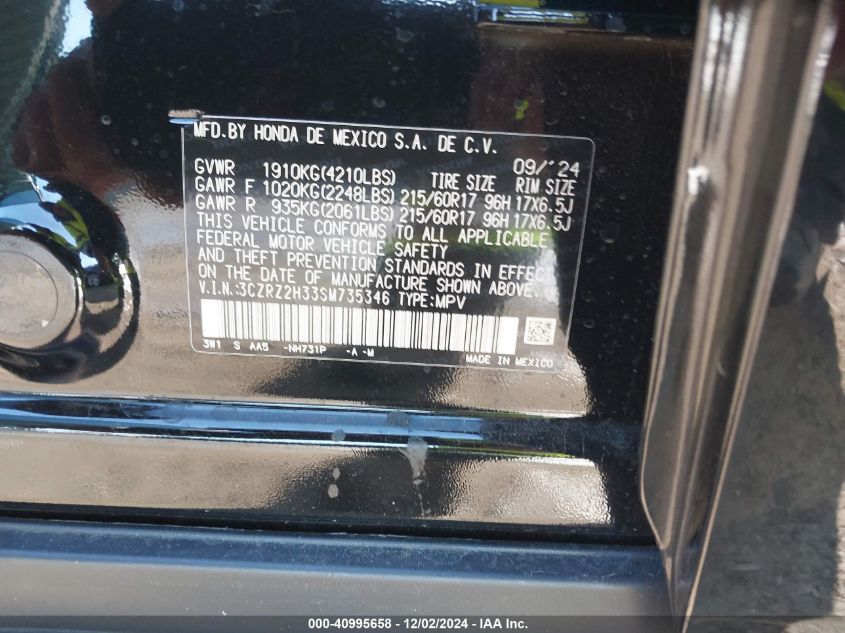 MFD.BY HONDA DE MEXICO S.A. DE C.V.
09/'24
GVWR 1910KG(4210LBS) TIRE SIZE RIM SIZE
GAWR F 1020KG(2248LBS) 215/60R17 96H 17X6.5J
GAWR R 935KG(2061LBS) 215/60R17 96H 17X6.5J
THIS VEHICLE CONFORMS TO ALL APPLICABLE
FEDERAL MOTOR VEHICLE SAFETY
AND THEFT PREVENTION STANDARDS IN EFFECT
ON THE DATE OF MANUFACTURE SHOWN ABOVE.
V.I.N.:3CZRZ2H33SM735346 TYPE:MPV
3W1 S AA5 -NH731P -A -M MADE IN MEXICO
000-40995658 - 12/02/2024 - IAA Inc.